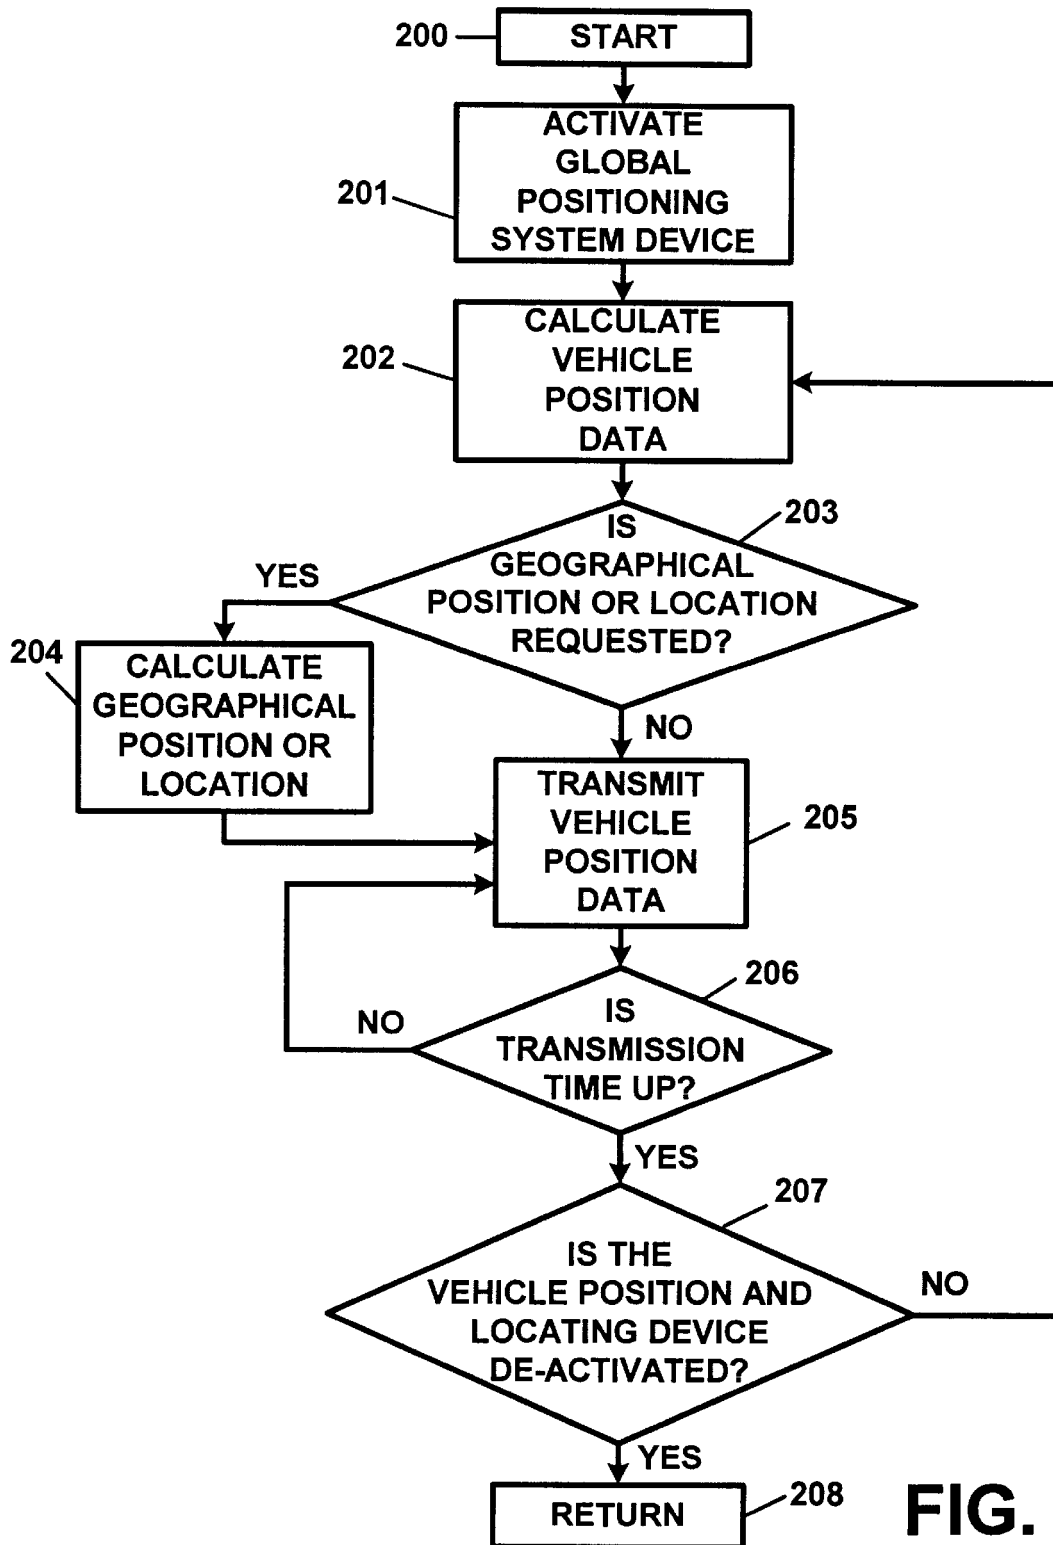 200
START
ACTIVATE
GLOBAL
POSITIONING
SYSTEM DEVICE
201
CALCULATE
VEHICLE
POSITION
DATA
202
IS
GEOGRAPHICAL
POSITION OR LOCATION
REQUESTED?
203
YES
204
CALCULATE
GEOGRAPHICAL
POSITION OR
LOCATION
NO
TRANSMIT
VEHICLE
POSITION
DATA
205
IS
TRANSMISSION
TIME UP?
206
NO
YES
207
IS THE
VEHICLE POSITION AND
LOCATING DEVICE
DE-ACTIVATED?
NO
YES
RETURN
208
FIG.